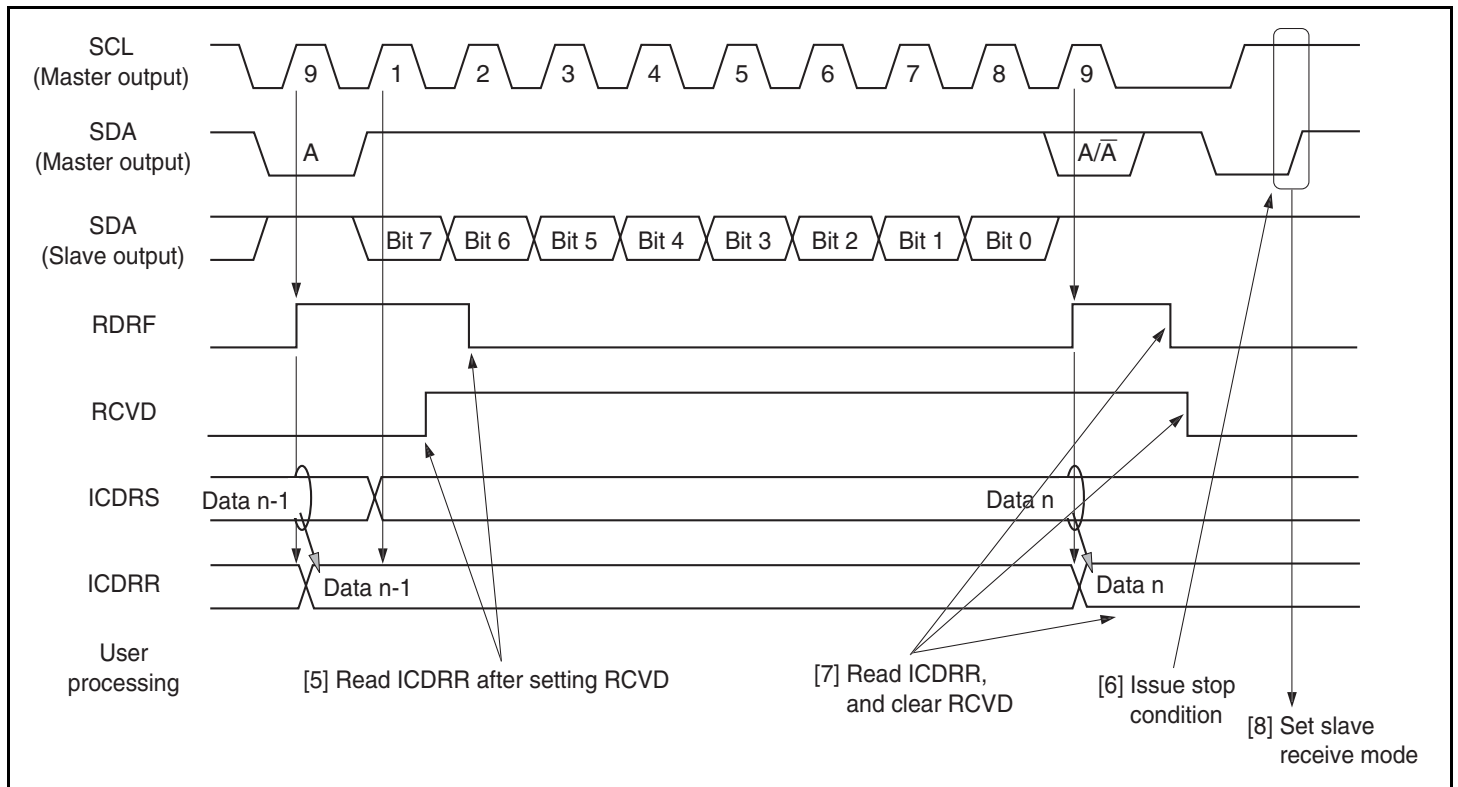 SCL
(Master output)
9 1 2 3 4 5 6 7 8 9
SDA
(Master output)
A
A/A̅
SDA
(Slave output)
Bit 7 Bit 6 Bit 5 Bit 4 Bit 3 Bit 2 Bit 1 Bit 0
RDRF
RCVD
ICDRS
Data n-1
Data n
ICDRR
Data n-1
Data n
User
processing
[5] Read ICDRR after setting RCVD
[7] Read ICDRR,
and clear RCVD
[6] Issue stop
condition
[8] Set slave
receive mode